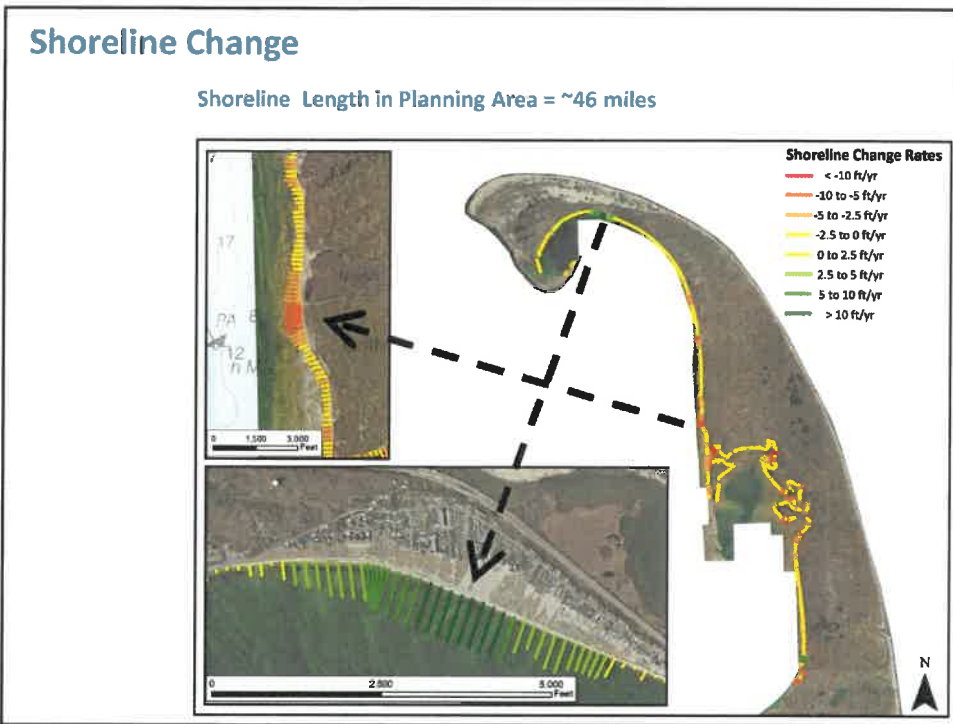 Shoreline Change
Shoreline Length in Planning Area = ~46 miles
Shoreline Change Rates
< -10 ft/yr
-10 to -5 ft/yr
-5 to -2.5 ft/yr
-2.5 to 0 ft/yr
0 to 2.5 ft/yr
2.5 to 5 ft/yr
5 to 10 ft/yr
> 10 ft/yr
17
PA
12
0 1,500 3,000
Feet
0 2,500 5,000
Feet
N